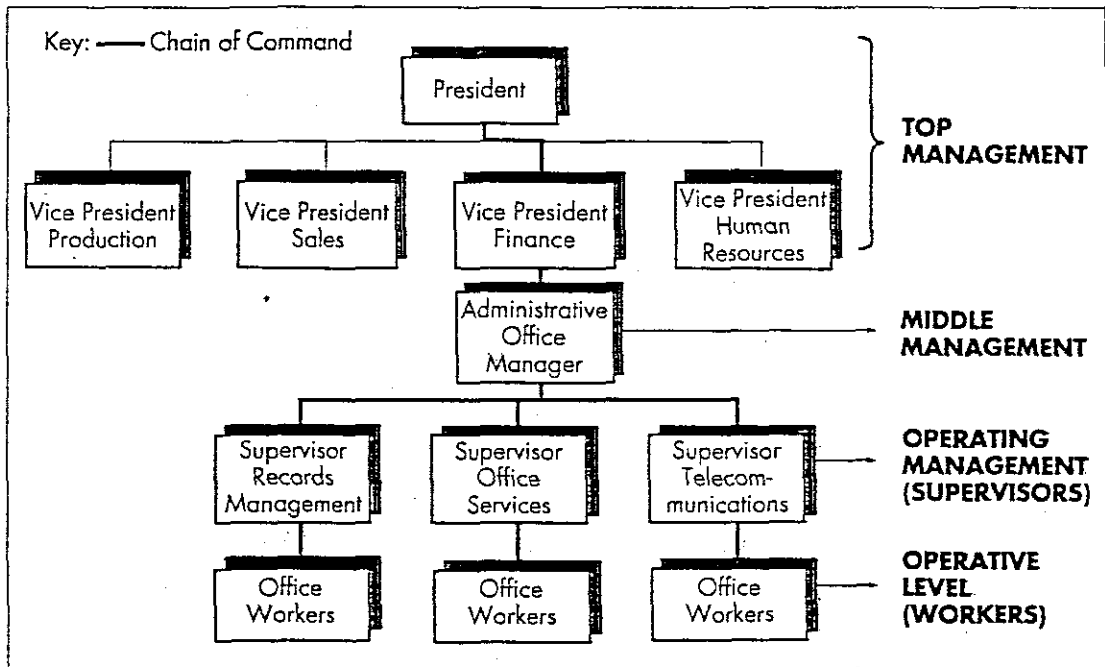 Key: — Chain of Command
President
TOP
MANAGEMENT
Vice President
Production
Vice President
Sales
Vice President
Finance
Vice President
Human
Resources
Administrative
Office
Manager
MIDDLE
MANAGEMENT
Supervisor
Records
Management
Supervisor
Office
Services
Supervisor
Telecom-
munications
OPERATING
MANAGEMENT
(SUPERVISORS)
Office
Workers
Office
Workers
Office
Workers
OPERATIVE
LEVEL
(WORKERS)